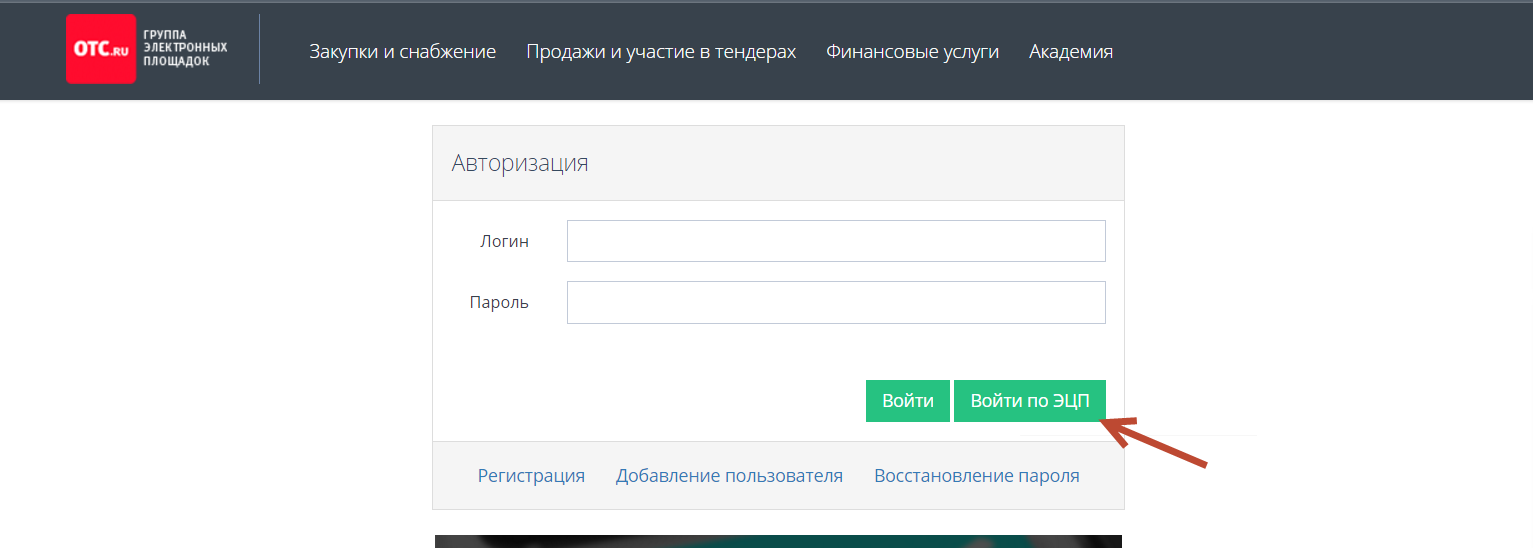 ОТС.RU
ГРУППА
ЭЛЕКТРОННЫХ
ПЛОЩАДОК
Закупки и снабжение Продажи и участие в тендерах Финансовые услуги Академия
Авторизация
Логин
Пароль
Войти Войти по ЭЦП
Регистрация Добавление пользователя Восстановление пароля